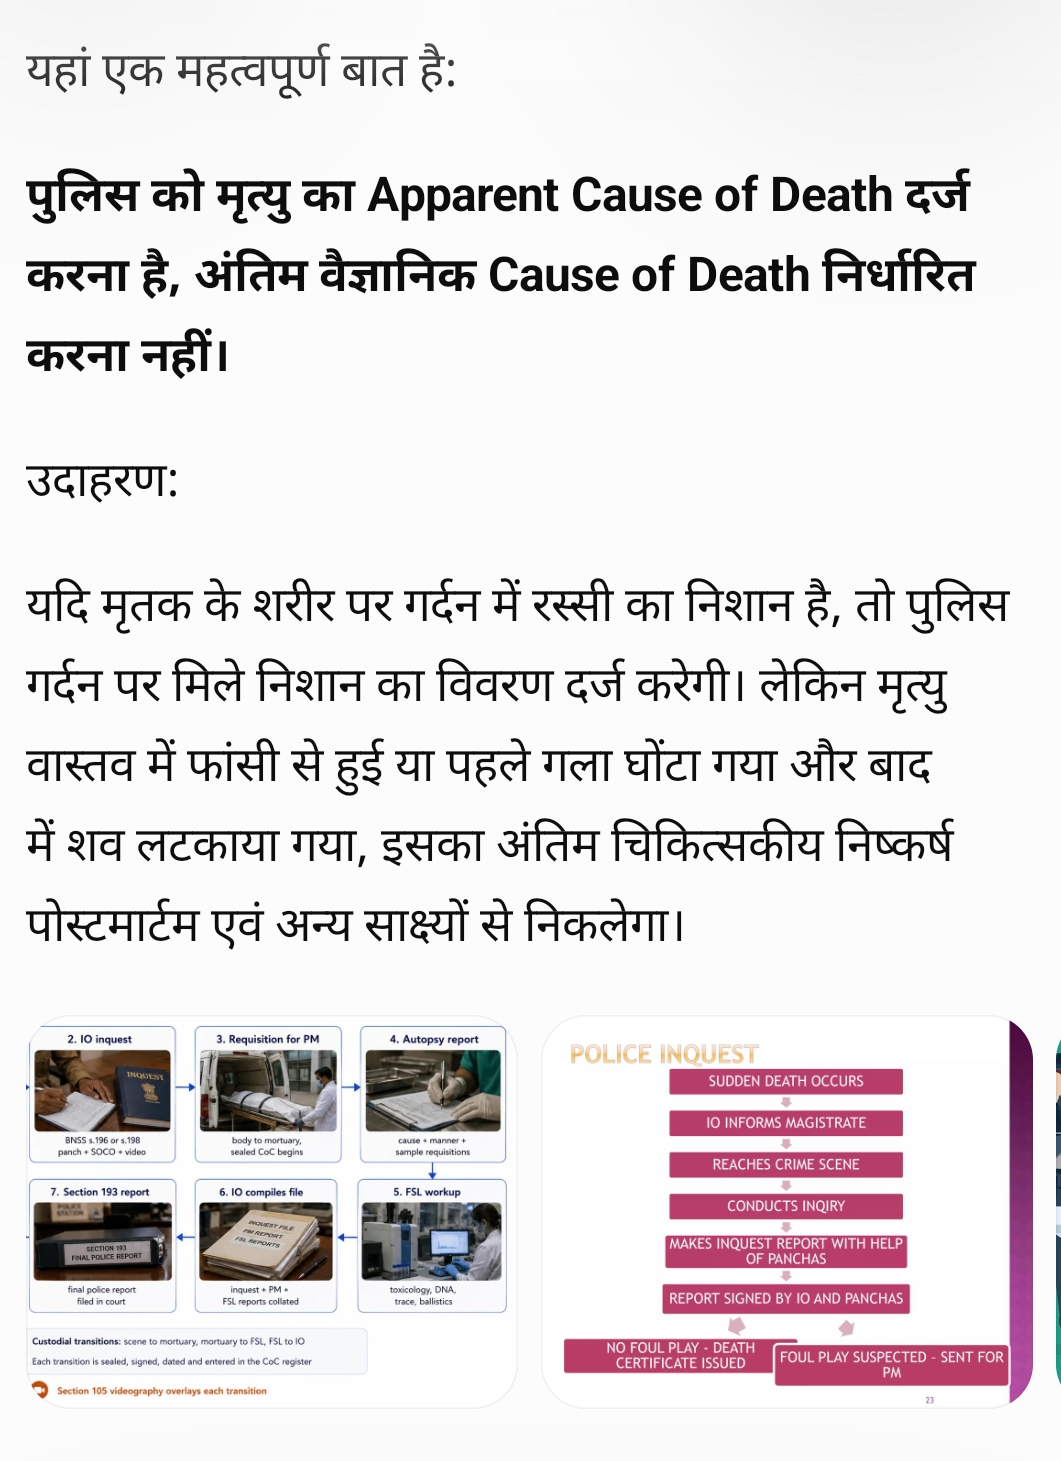 यहां एक महत्वपूर्ण बात है:
पुलिस को मृत्यु का Apparent Cause of Death दर्ज
करना है, अंतिम वैज्ञानिक Cause of Death निर्धारित
करना नहीं।
उदाहरण:
यदि मृतक के शरीर पर गर्दन में रस्सी का निशान है, तो पुलिस
गर्दन पर मिले निशान का विवरण दर्ज करेगी। लेकिन मृत्यु
वास्तव में फांसी से हुई या पहले गला घोंटा गया और बाद
में शव लटकाया गया, इसका अंतिम चिकित्सकीय निष्कर्ष
पोस्टमार्टम एवं अन्य साक्ष्यों से निकलेगा।
2. IO inquest
INQUEST
BNSS s.196 or s.198
panch + SOCO + video
3. Requisition for PM
body to mortuary,
sealed CoC begins
4. Autopsy report
cause + manner +
sample requisitions
7. Section 193 report
POLICE
STATION
SECTION 193
FINAL POLICE REPORT
final police report
filed in court
6. IO compiles file
INQUEST FILE
PM REPORT
FSL REPORTS
inquest + PM +
FSL reports collated
5. FSL workup
toxicology, DNA,
trace, ballistics
Custodial transitions: scene to mortuary, mortuary to FSL, FSL to IO
Each transition is sealed, signed, dated and entered in the CoC register
Section 105 videography overlays each transition
POLICE INQUEST
SUDDEN DEATH OCCURS
IO INFORMS MAGISTRATE
REACHES CRIME SCENE
CONDUCTS INQIRY
MAKES INQUEST REPORT WITH HELP
OF PANCHAS
REPORT SIGNED BY IO AND PANCHAS
NO FOUL PLAY - DEATH
CERTIFICATE ISSUED
FOUL PLAY SUSPECTED - SENT FOR
PM
23